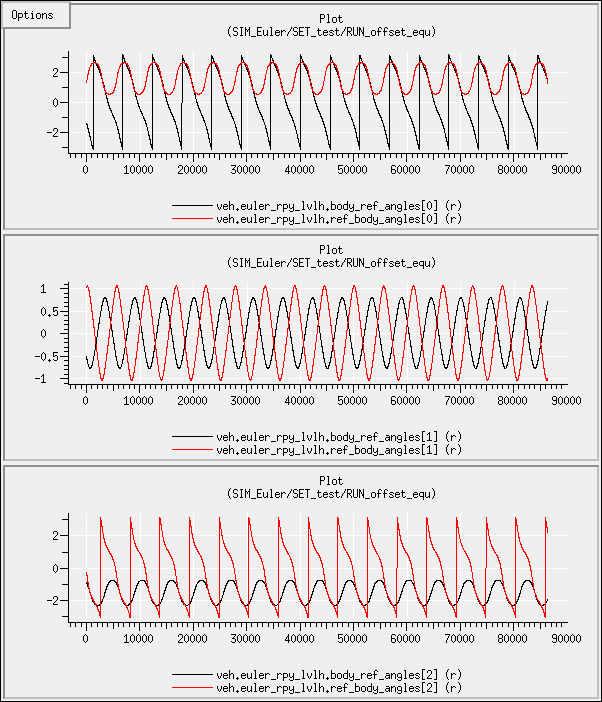 Options
Plot
(SIM_Euler/SET_test/RUN_offset_equ)
2
0
-2
0 10000 20000 30000 40000 50000 60000 70000 80000 90000
veh.euler_rpy_lvlh.body_ref_angles[0] (r)
veh.euler_rpy_lvlh.ref_body_angles[0] (r)
Plot
(SIM_Euler/SET_test/RUN_offset_equ)
1
0.5
0
-0.5
-1
0 10000 20000 30000 40000 50000 60000 70000 80000 90000
veh.euler_rpy_lvlh.body_ref_angles[1] (r)
veh.euler_rpy_lvlh.ref_body_angles[1] (r)
Plot
(SIM_Euler/SET_test/RUN_offset_equ)
2
0
-2
0 10000 20000 30000 40000 50000 60000 70000 80000 90000
veh.euler_rpy_lvlh.body_ref_angles[2] (r)
veh.euler_rpy_lvlh.ref_body_angles[2] (r)